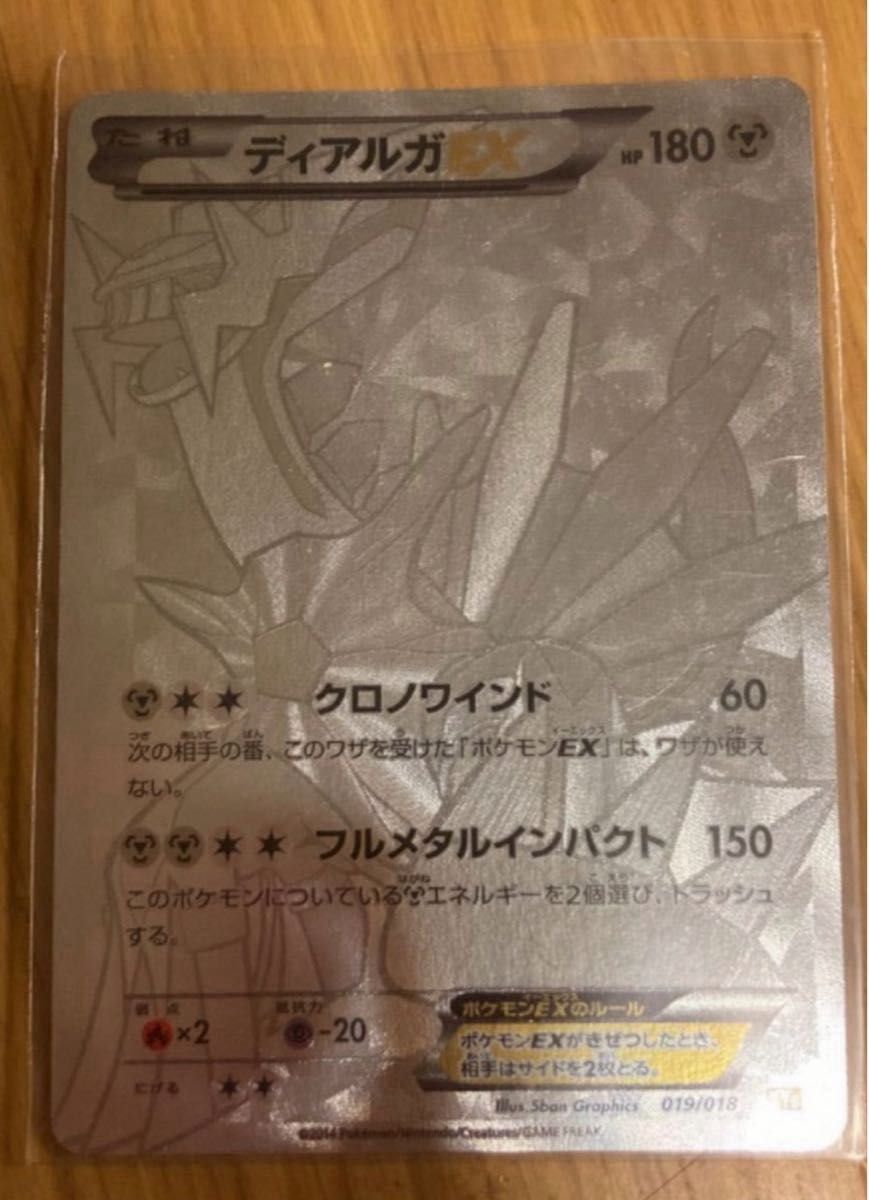 たね ディアルガEX HP 180
クロノワインド 60
次の相手の番、このワザを受けた「ポケモンEX」は、ワザが使え
ない。
フルメタルインパクト 150
このポケモンについているエネルギーを2個選び、トラッシュ
する。
弱点 抵抗力
×2 -20
にげる
ポケモンEXのルール
ポケモンEXがきぜつしたとき、
相手はサイドを2枚とる。
Illus. 5ban Graphics 019/018
©2014 Pokémon/Nintendo/Creatures/GAME FREAK.